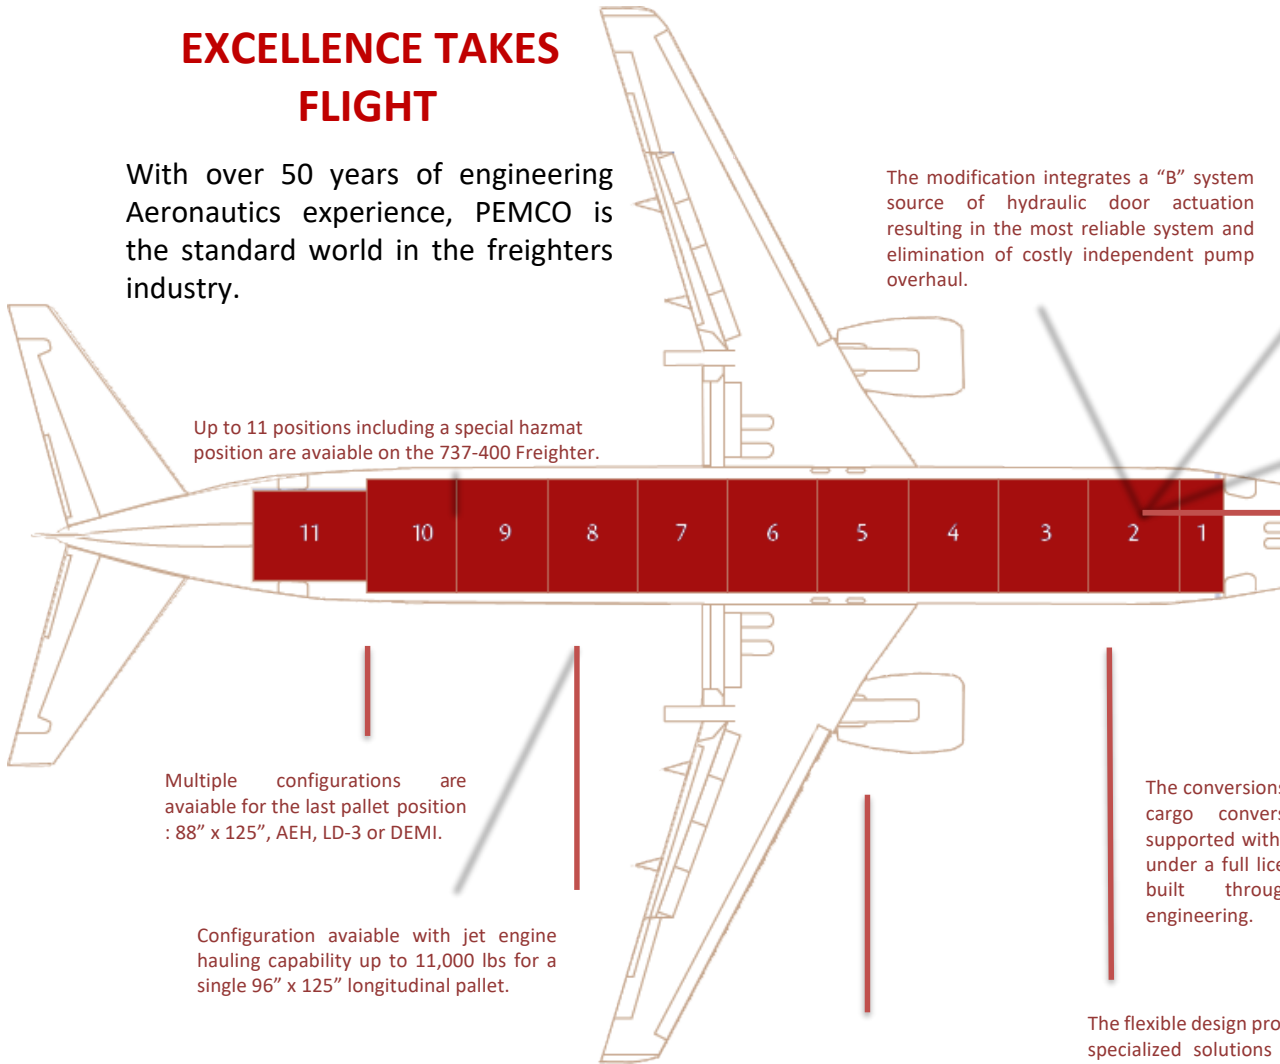 EXCELLENCE TAKES
FLIGHT
With over 50 years of engineering
Aeronautics experience, PEMCO is
the standard world in the freighters
industry.
The modification integrates a “B” system
source of hydraulic door actuation
resulting in the most reliable system and
elimination of costly independent pump
overhaul.
Up to 11 positions including a special hazmat
position are avaiable on the 737-400 Freighter.
11 10 9 8 7 6 5 4 3 2 1
Multiple configurations are
avaiable for the last pallet position
: 88” x 125”, AEH, LD-3 or DEMI.
Configuration avaiable with jet engine
hauling capability up to 11,000 lbs for a
single 96” x 125” longitudinal pallet.
The conversions
cargo convers
supported with
under a full lice
built throug
engineering.
The flexible design pro
specialized solutions